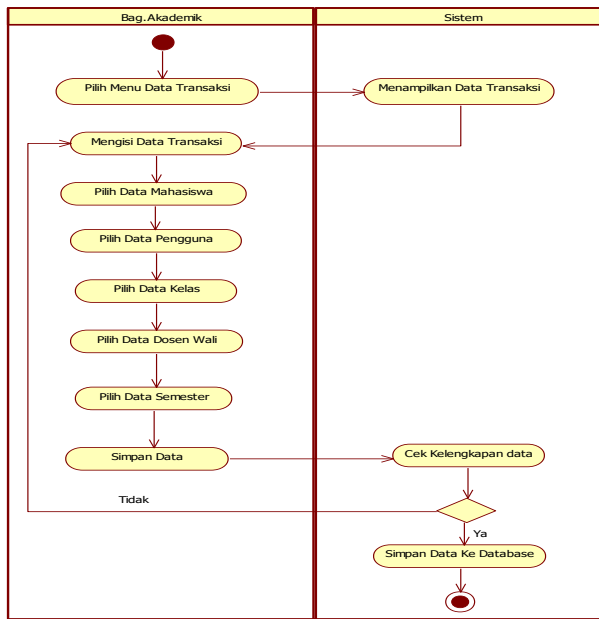 Bag.Akademik
Sistem
Pilih Menu Data Transaksi
Menampilkan Data Transaksi
Mengisi Data Transaksi
Pilih Data Mahasiswa
Pilih Data Pengguna
Pilih Data Kelas
Pilih Data Dosen Wali
Pilih Data Semester
Simpan Data
Cek Kelengkapan data
Tidak
Ya
Simpan Data Ke Database